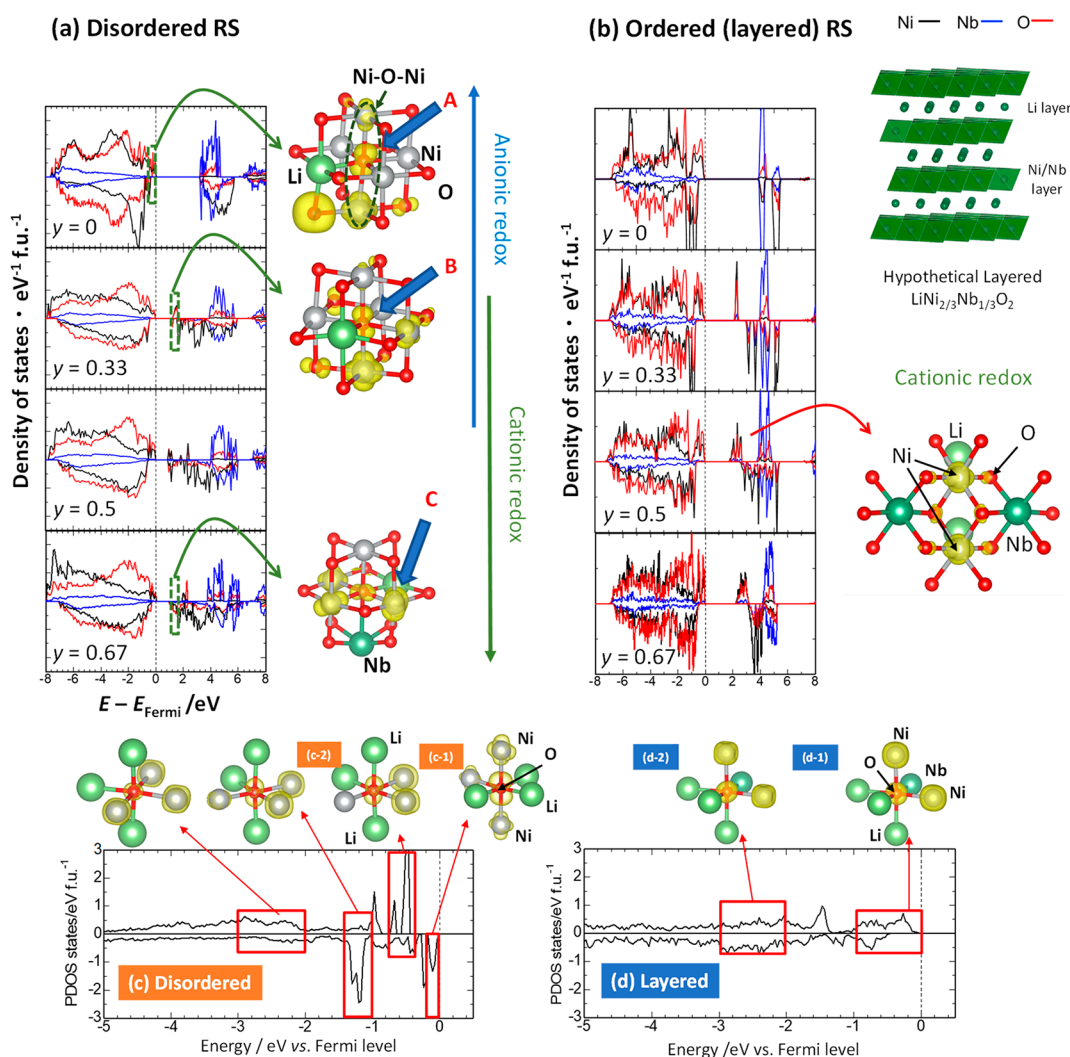 (a) Disordered RS
Ni-O-Ni
A
Ni
Li
O
y = 0
B
y = 0.33
y = 0.5
C
Nb
y = 0.67
Anionic redox
Cationic redox
Density of states • eV-1 f.u.-1
-8 -6 -4 -2 0 2 4 6 8
E – EFermi /eV
(b) Ordered (layered) RS
Ni Nb O
Li layer
Ni/Nb
layer
Hypothetical Layered
LiNi2/3Nb1/3O2
y = 0
y = 0.33
y = 0.5
y = 0.67
Cationic redox
Li
O
Ni
Nb
Density of states • eV-1 f.u.-1
-8 -6 -4 -2 0 2 4 6 8
(c-2)
Li
Li
(c-1)
Ni
O
Li
Ni
3
2
1
0
-1
-2
-3
PDOS states/eV f.u.-1
(c) Disordered
-5 -4 -3 -2 -1 0
Energy / eV vs. Fermi level
(d-2)
(d-1)
Ni
O
Nb
Ni
Li
3
2
1
0
-1
-2
-3
PDOS states/eV f.u.-1
(d) Layered
-5 -4 -3 -2 -1 0
Energy / eV vs. Fermi level